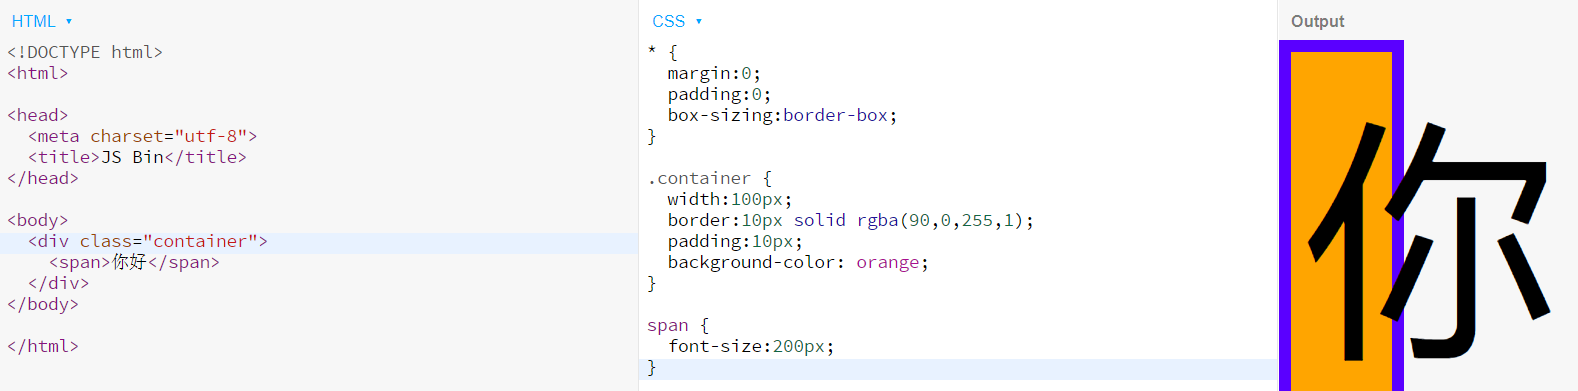 HTML ▾
<!DOCTYPE html>
<html>
<head>
<meta charset="utf-8">
<title>JS Bin</title>
</head>
<body>
<div class="container">
<span>你好</span>
</div>
</body>
</html>
CSS ▾
* {
margin:0;
padding:0;
box-sizing:border-box;
}
.container {
width:100px;
border:10px solid rgba(90,0,255,1);
padding:10px;
background-color: orange;
}
span {
font-size:200px;
}
Output
你